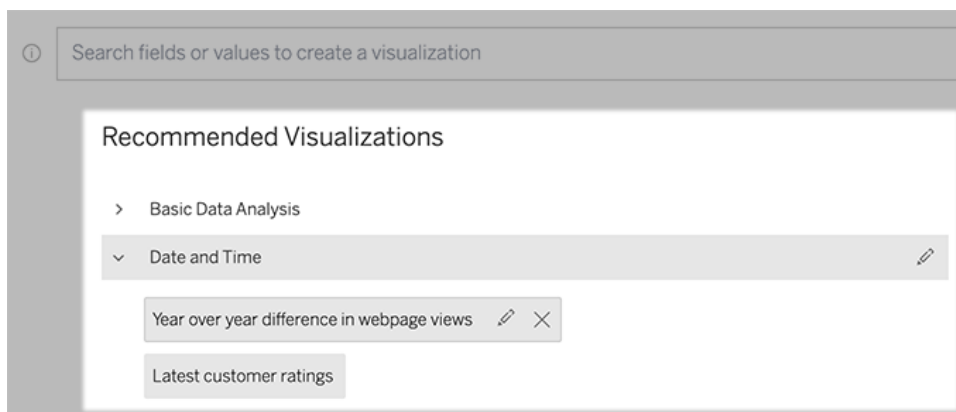 Search fields or values to create a visualization
Recommended Visualizations
Basic Data Analysis
Date and Time
Year over year difference in webpage views
Latest customer ratings